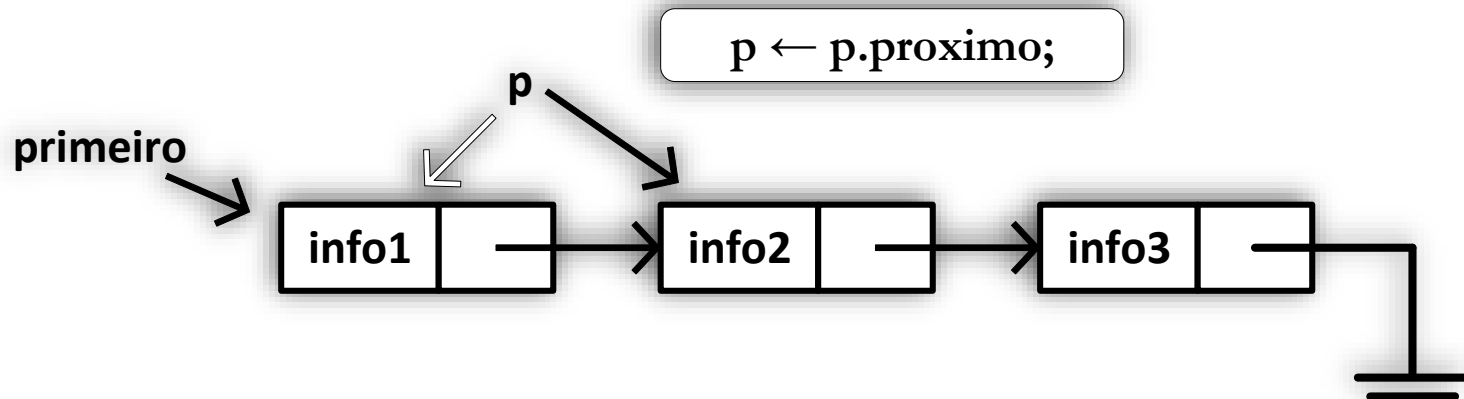 p ← p.proximo;
p
primeiro
info1
info2
info3